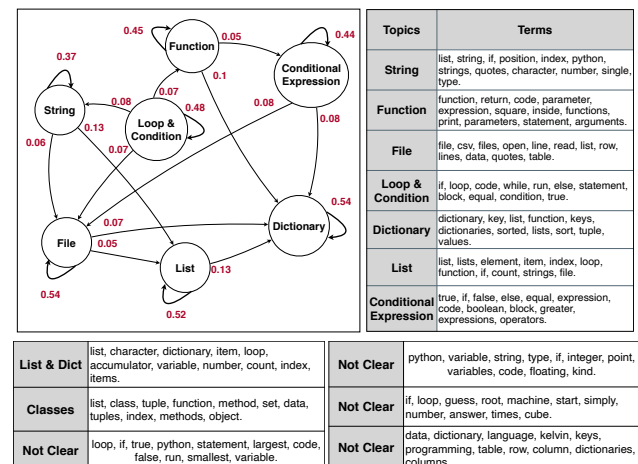 0.45
0.05
0.44
Function
0.37
Conditional
Expression
0.1
0.07
0.08
0.48
0.08
String
Loop &
Condition
0.13
0.08
0.06
0.07
0.54
0.07
Dictionary
File
0.05
List
0.13
0.54
0.52
Topics
Terms
String
list, string, if, position, index, python,
strings, quotes, character, number, single,
type.
Function
function, return, code, parameter,
expression, square, inside, functions,
print, parameters, statement, arguments.
File
file, csv, files, open, line, read, list, row,
lines, data, quotes, table.
Loop &
Condition
if, loop, code, while, run, else, statement,
block, equal, condition, true.
Dictionary
dictionary, key, list, function, keys,
dictionaries, sorted, lists, sort, tuple,
values.
List
list, lists, element, item, index, loop,
function, if, count, strings, file.
Conditional
Expression
true, if, false, else, equal, expression,
code, boolean, block, greater,
expressions, operators.
List & Dict
list, character, dictionary, item, loop,
accumulator, variable, number, count, index,
items.
Classes
list, class, tuple, function, method, set, data,
tuples, index, methods, object.
Not Clear
loop, if, true, python, statement, largest, code,
false, run, smallest, variable.
Not Clear
python, variable, string, type, if, integer, point,
variables, code, floating, kind.
Not Clear
if, loop, guess, root, machine, start, simply,
number, answer, times, cube.
Not Clear
data, dictionary, language, kelvin, keys,
programming, table, row, column, dictionaries,
columns.